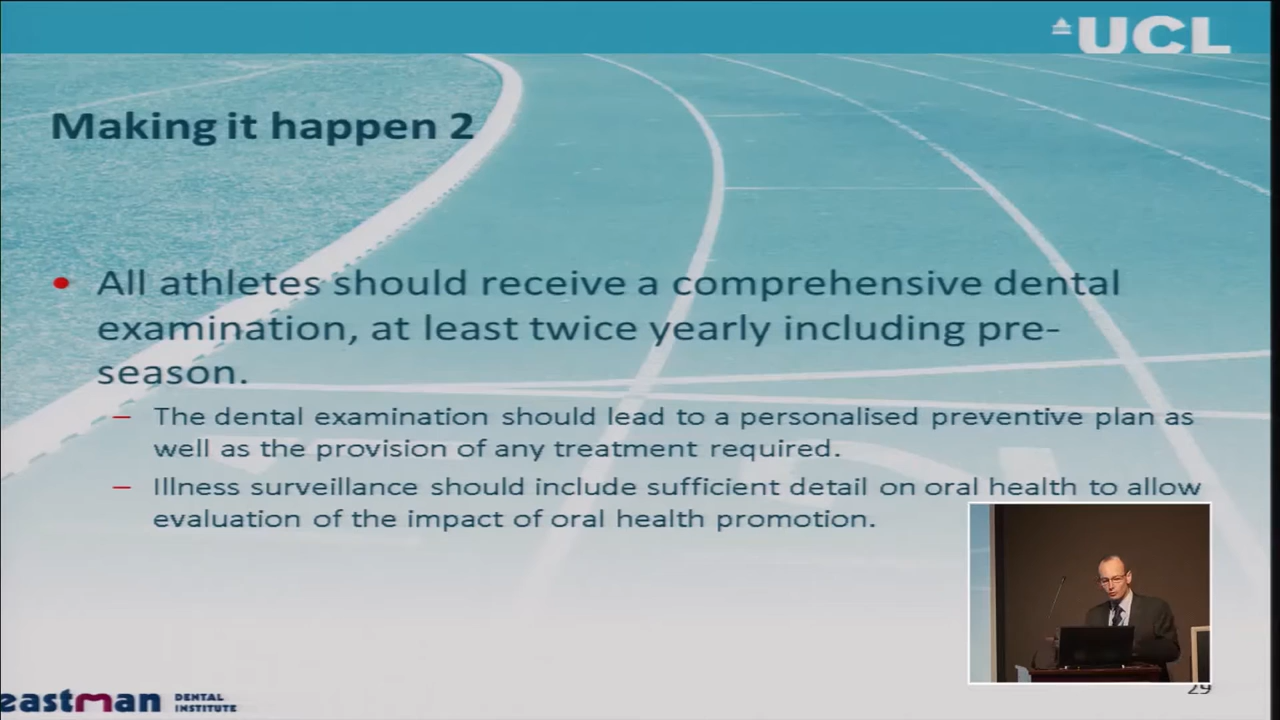 UCL
Making it happen 2
• All athletes should receive a comprehensive dental
examination, at least twice yearly including pre-
season.
– The dental examination should lead to a personalised preventive plan as
well as the provision of any treatment required.
– Illness surveillance should include sufficient detail on oral health to allow
evaluation of the impact of oral health promotion.
eastman DENTAL
INSTITUTE
29